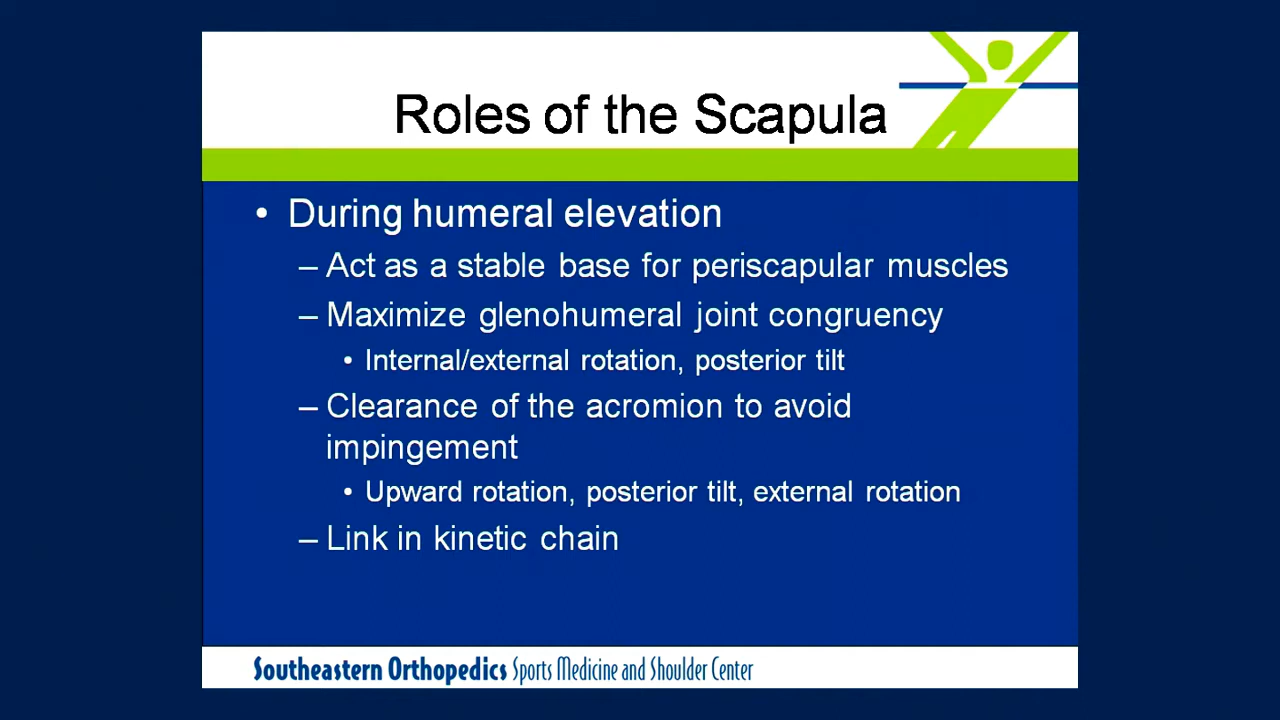 Roles of the Scapula
• During humeral elevation
– Act as a stable base for periscapular muscles
– Maximize glenohumeral joint congruency
• Internal/external rotation, posterior tilt
– Clearance of the acromion to avoid
impingement
• Upward rotation, posterior tilt, external rotation
– Link in kinetic chain
Southeastern Orthopedics Sports Medicine and Shoulder Center